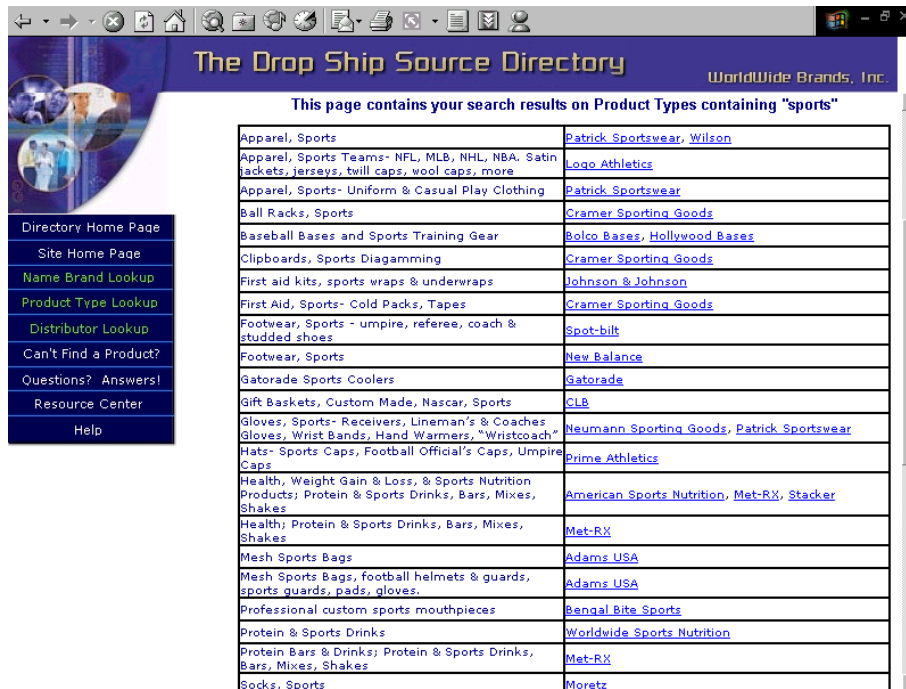 The Drop Ship Source Directory
WorldWide Brands, Inc.
This page contains your search results on Product Types containing "sports"
Directory Home Page
Site Home Page
Name Brand Lookup
Product Type Lookup
Distributor Lookup
Can't Find a Product?
Questions? Answers!
Resource Center
Help
Apparel, Sports Patrick Sportswear, Wilson
Apparel, Sports Teams- NFL, MLB, NHL, NBA. Satin
jackets, jerseys, twill caps, wool caps, more Logo Athletics
Apparel, Sports- Uniform & Casual Play Clothing Patrick Sportswear
Ball Racks, Sports Cramer Sporting Goods
Baseball Bases and Sports Training Gear Bolco Bases, Hollywood Bases
Clipboards, Sports Diagamming Cramer Sporting Goods
First aid kits, sports wraps & underwraps Johnson & Johnson
First Aid, Sports- Cold Packs, Tapes Cramer Sporting Goods
Footwear, Sports - umpire, referee, coach &
studded shoes Spot-bilt
Footwear, Sports New Balance
Gatorade Sports Coolers Gatorade
Gift Baskets, Custom Made, Nascar, Sports CLB
Gloves, Sports- Receivers, Lineman's & Coaches
Gloves, Wrist Bands, Hand Warmers, "Wristcoach" Neumann Sporting Goods, Patrick Sportswear
Hats- Sports Caps, Football Official's Caps, Umpire
Caps Prime Athletics
Health, Weight Gain & Loss, & Sports Nutrition
Products; Protein & Sports Drinks, Bars, Mixes,
Shakes American Sports Nutrition, Met-RX, Stacker
Health; Protein & Sports Drinks, Bars, Mixes,
Shakes Met-RX
Mesh Sports Bags Adams USA
Mesh Sports Bags, football helmets & guards,
sports guards, pads, gloves. Adams USA
Professional custom sports mouthpieces Bengal Bite Sports
Protein & Sports Drinks Worldwide Sports Nutrition
Protein Bars & Drinks; Protein & Sports Drinks,
Bars, Mixes, Shakes Met-RX
Socks, Sports Moretz